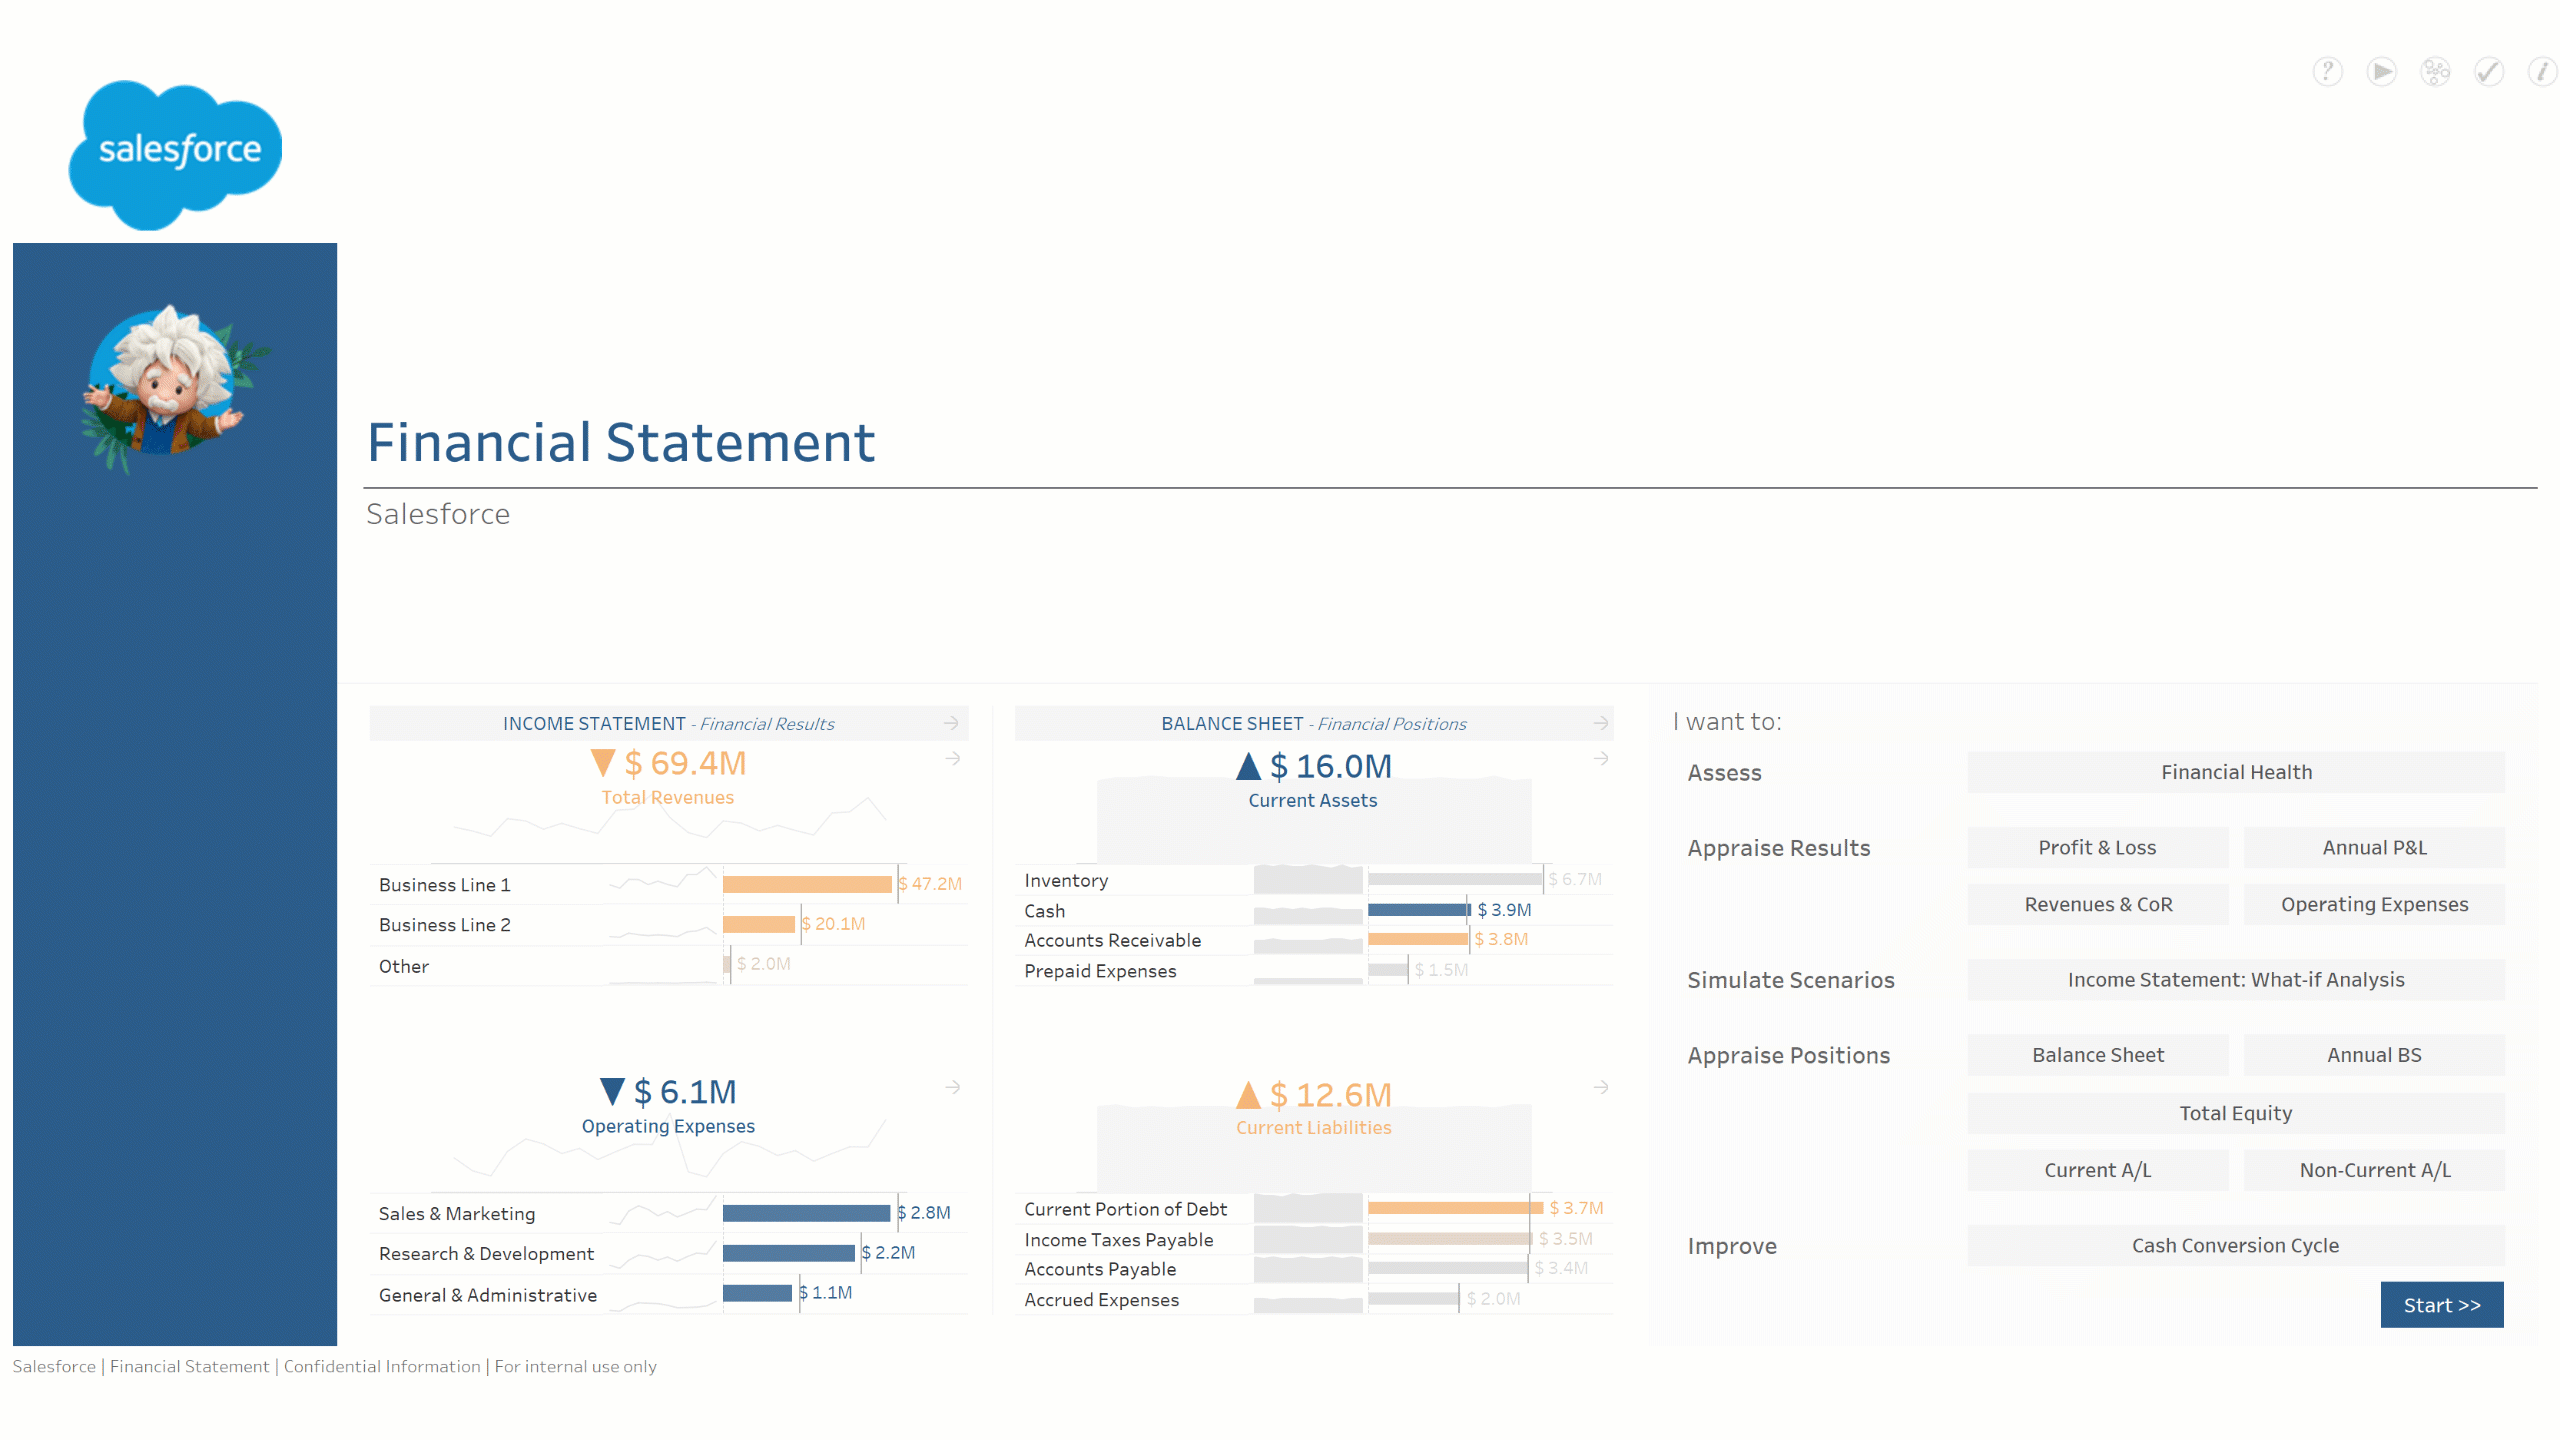 salesforce
Financial Statement
Salesforce
INCOME STATEMENT - Financial Results
$ 69.4M
Total Revenues
Business Line 1 $ 47.2M
Business Line 2 $ 20.1M
Other $ 2.0M
$ 6.1M
Operating Expenses
Sales & Marketing $ 2.8M
Research & Development $ 2.2M
General & Administrative $ 1.1M
BALANCE SHEET - Financial Positions
$ 16.0M
Current Assets
Inventory $ 6.7M
Cash $ 3.9M
Accounts Receivable $ 3.8M
Prepaid Expenses $ 1.5M
$ 12.6M
Current Liabilities
Current Portion of Debt $ 3.7M
Income Taxes Payable $ 3.5M
Accounts Payable $ 3.4M
Accrued Expenses $ 2.0M
I want to:
Assess Financial Health
Appraise Results Profit & Loss Annual P&L
Revenues & CoR Operating Expenses
Simulate Scenarios Income Statement: What-if Analysis
Appraise Positions Balance Sheet Annual BS
Total Equity
Current A/L Non-Current A/L
Improve Cash Conversion Cycle
Start >>
Salesforce | Financial Statement | Confidential Information | For internal use only